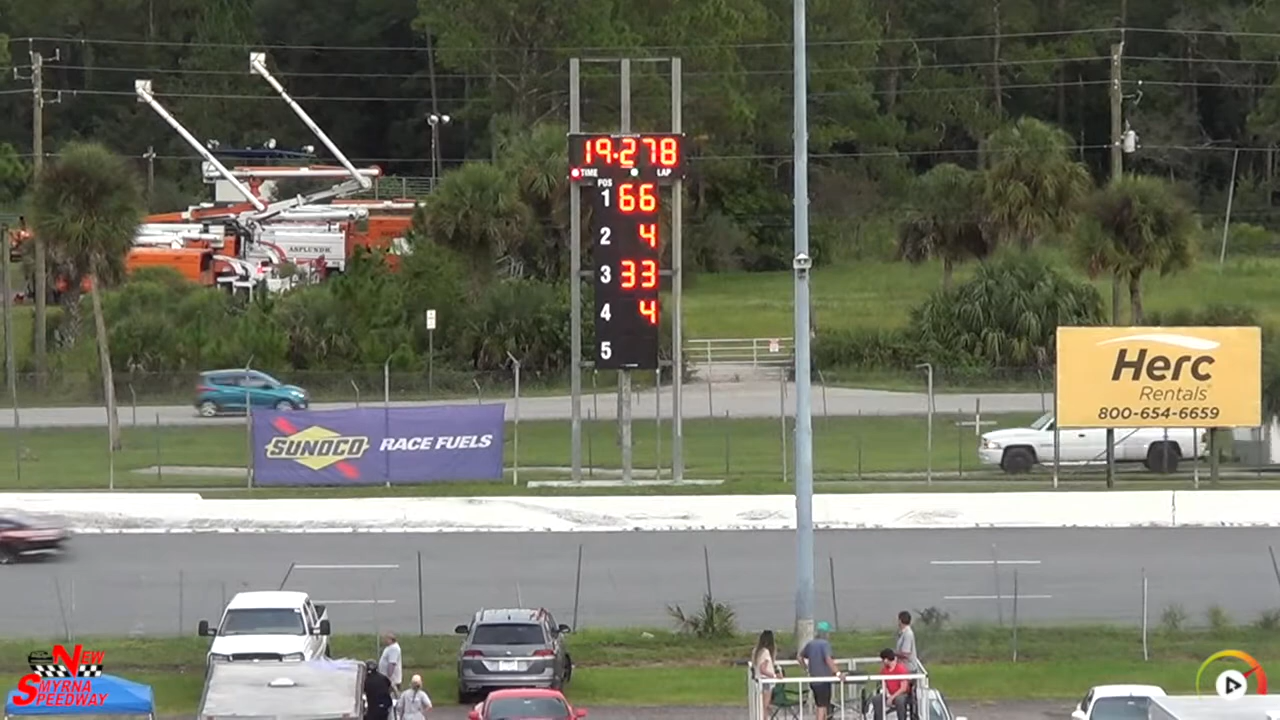 19.278
TIME LAP
POS
1 66
2 4
3 33
4 4
5
ASPLUNDH
Herc
Rentals
800-654-6659
SUNOCO RACE FUELS
NEW
SMYRNA
SPEEDWAY